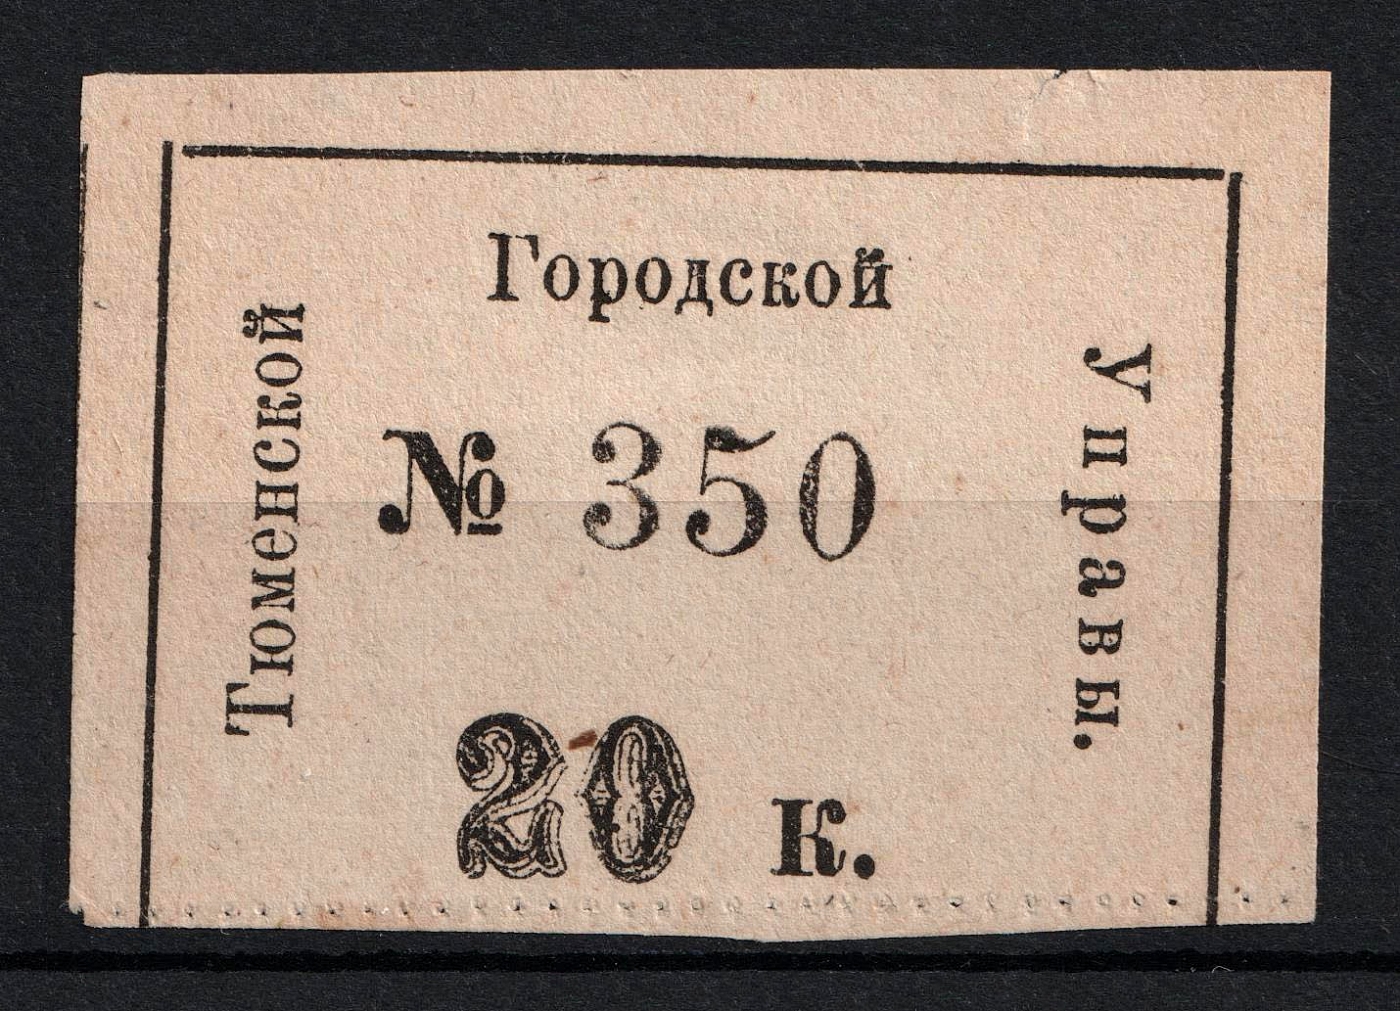 Тюменской
Городской
Управы.
№ 350
20 к.